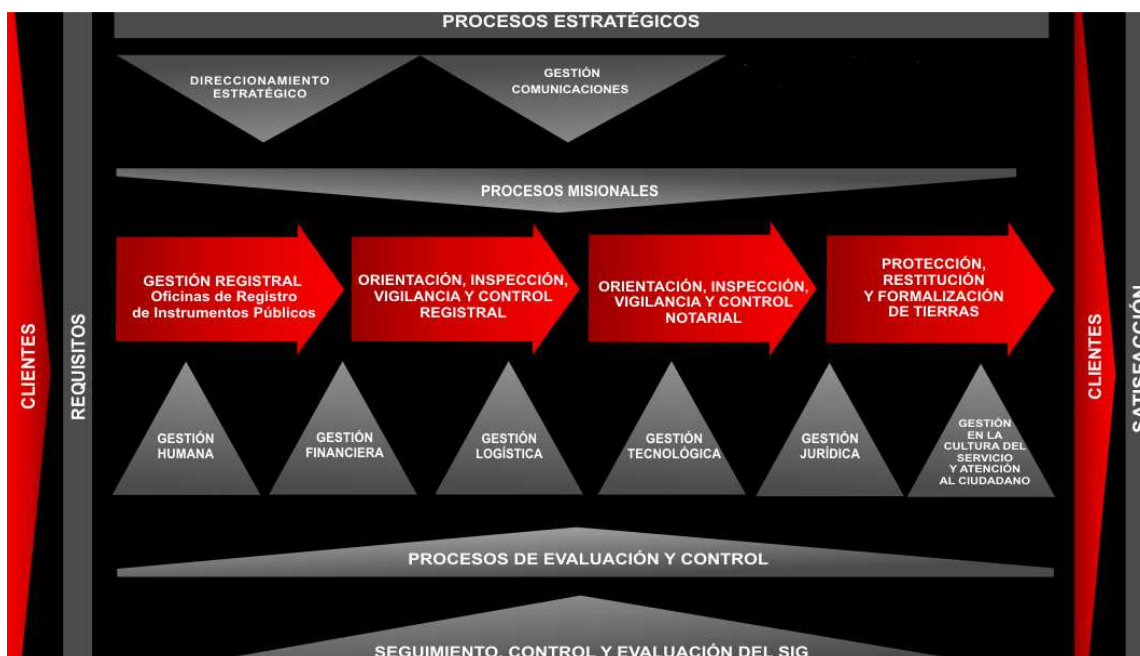 PROCESOS ESTRATÉGICOS
DIRECCIONAMIENTO
ESTRATÉGICO
GESTIÓN
COMUNICACIONES
PROCESOS MISIONALES
GESTIÓN REGISTRAL
Oficinas de Registro
de Instrumentos Públicos
ORIENTACIÓN, INSPECCIÓN,
VIGILANCIA Y CONTROL
REGISTRAL
ORIENTACIÓN, INSPECCIÓN,
VIGILANCIA Y CONTROL
NOTARIAL
PROTECCIÓN,
RESTITUCIÓN
Y FORMALIZACIÓN
DE TIERRAS
CLIENTES
REQUISITOS
CLIENTES
SATISFACCIÓN
GESTIÓN
HUMANA
GESTIÓN
FINANCIERA
GESTIÓN
LOGÍSTICA
GESTIÓN
TECNOLÓGICA
GESTIÓN
JURÍDICA
GESTIÓN
EN LA
CULTURA DEL
SERVICIO
Y ATENCIÓN
AL CIUDADANO
PROCESOS DE EVALUACIÓN Y CONTROL
SEGUIMIENTO, CONTROL Y EVALUACIÓN DEL SIG